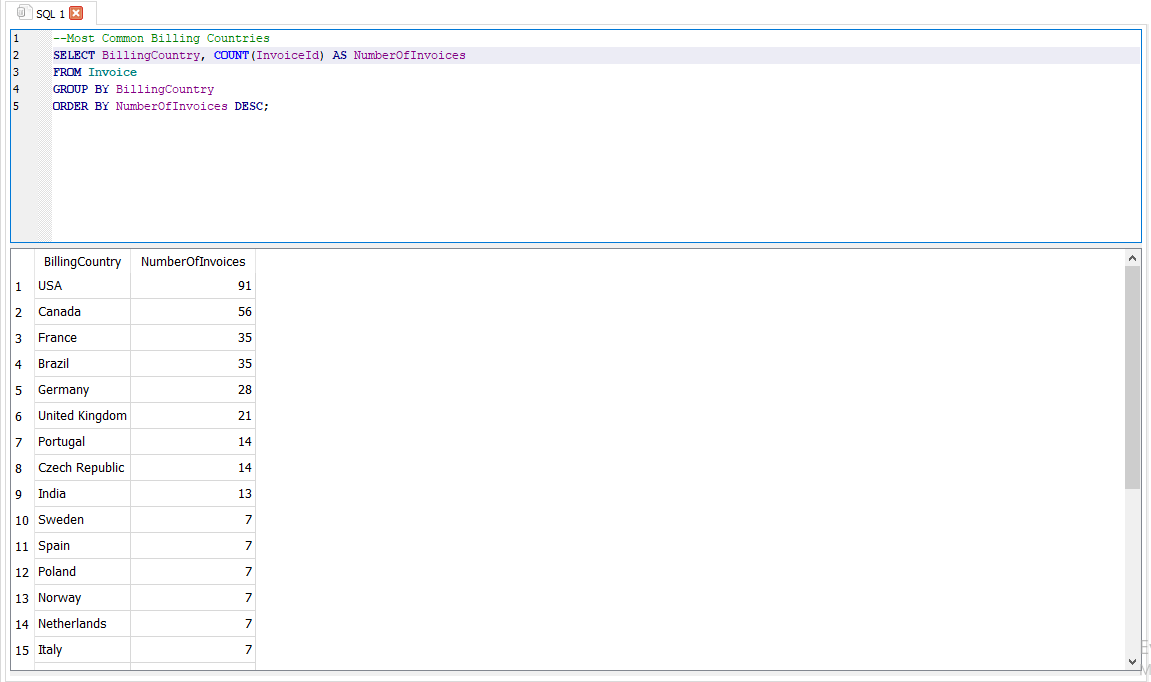 SQL 1
1 --Most Common Billing Countries
2 SELECT BillingCountry, COUNT(InvoiceId) AS NumberOfInvoices
3 FROM Invoice
4 GROUP BY BillingCountry
5 ORDER BY NumberOfInvoices DESC;
BillingCountry NumberOfInvoices
1 USA 91
2 Canada 56
3 France 35
4 Brazil 35
5 Germany 28
6 United Kingdom 21
7 Portugal 14
8 Czech Republic 14
9 India 13
10 Sweden 7
11 Spain 7
12 Poland 7
13 Norway 7
14 Netherlands 7
15 Italy 7